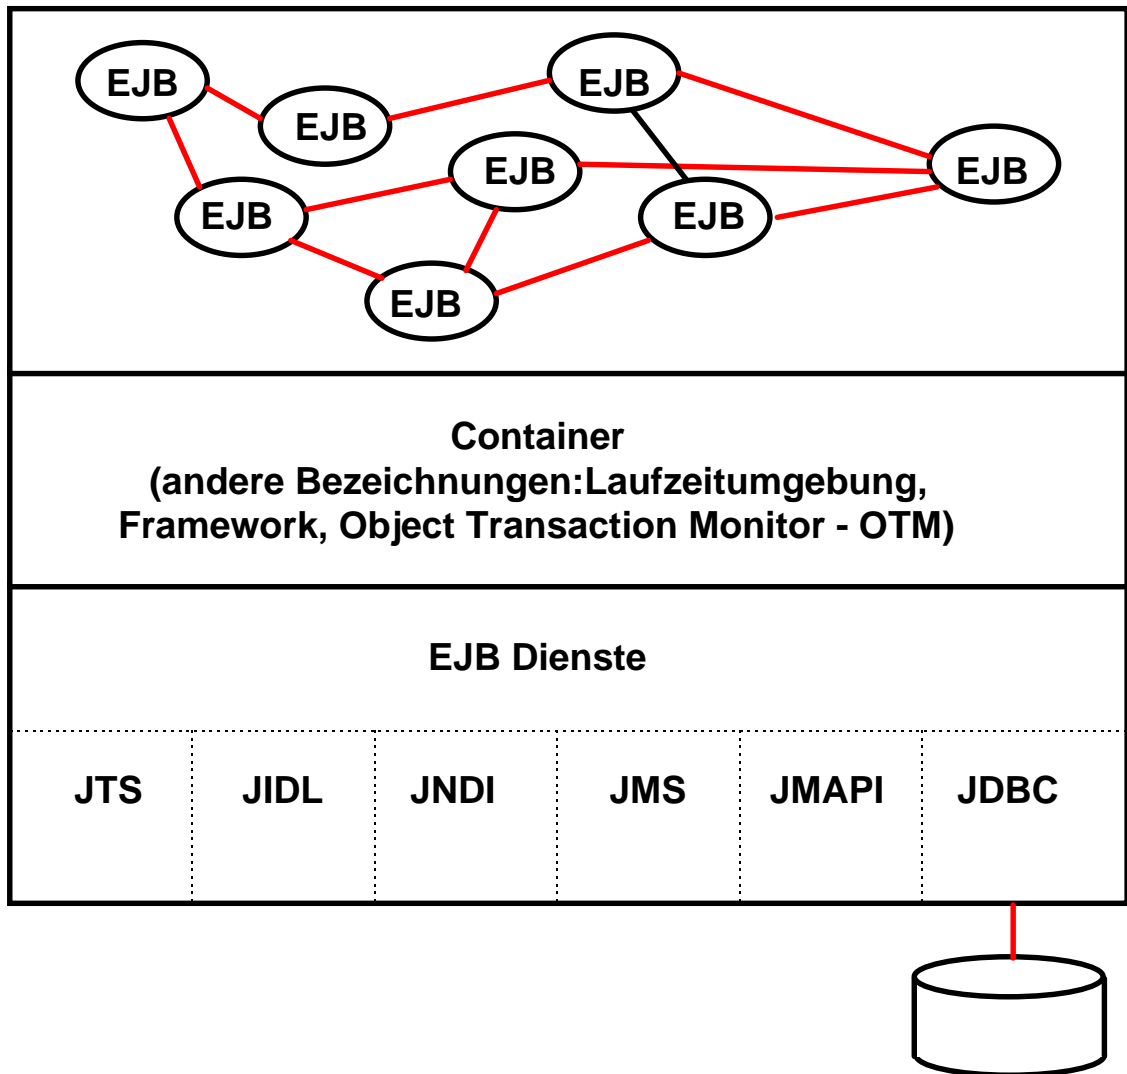 EJB
EJB
EJB
EJB
EJB
EJB
EJB
EJB
Container
(andere Bezeichnungen:Laufzeitumgebung,
Framework, Object Transaction Monitor - OTM)
EJB Dienste
JTS JIDL JNDI JMS JMAPI JDBC